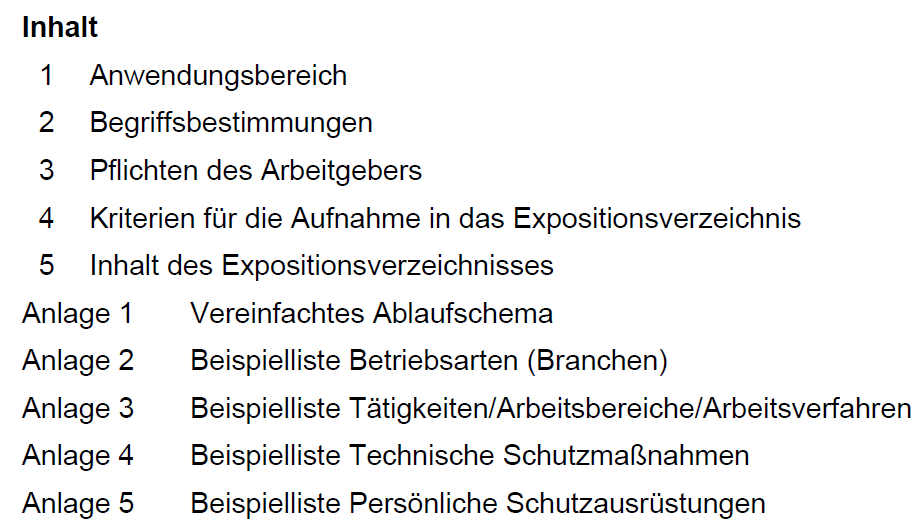 Inhalt
1 Anwendungsbereich
2 Begriffsbestimmungen
3 Pflichten des Arbeitgebers
4 Kriterien für die Aufnahme in das Expositionsverzeichnis
5 Inhalt des Expositionsverzeichnisses
Anlage 1 Vereinfachtes Ablaufschema
Anlage 2 Beispielliste Betriebsarten (Branchen)
Anlage 3 Beispielliste Tätigkeiten/Arbeitsbereiche/Arbeitsverfahren
Anlage 4 Beispielliste Technische Schutzmaßnahmen
Anlage 5 Beispielliste Persönliche Schutzausrüstungen